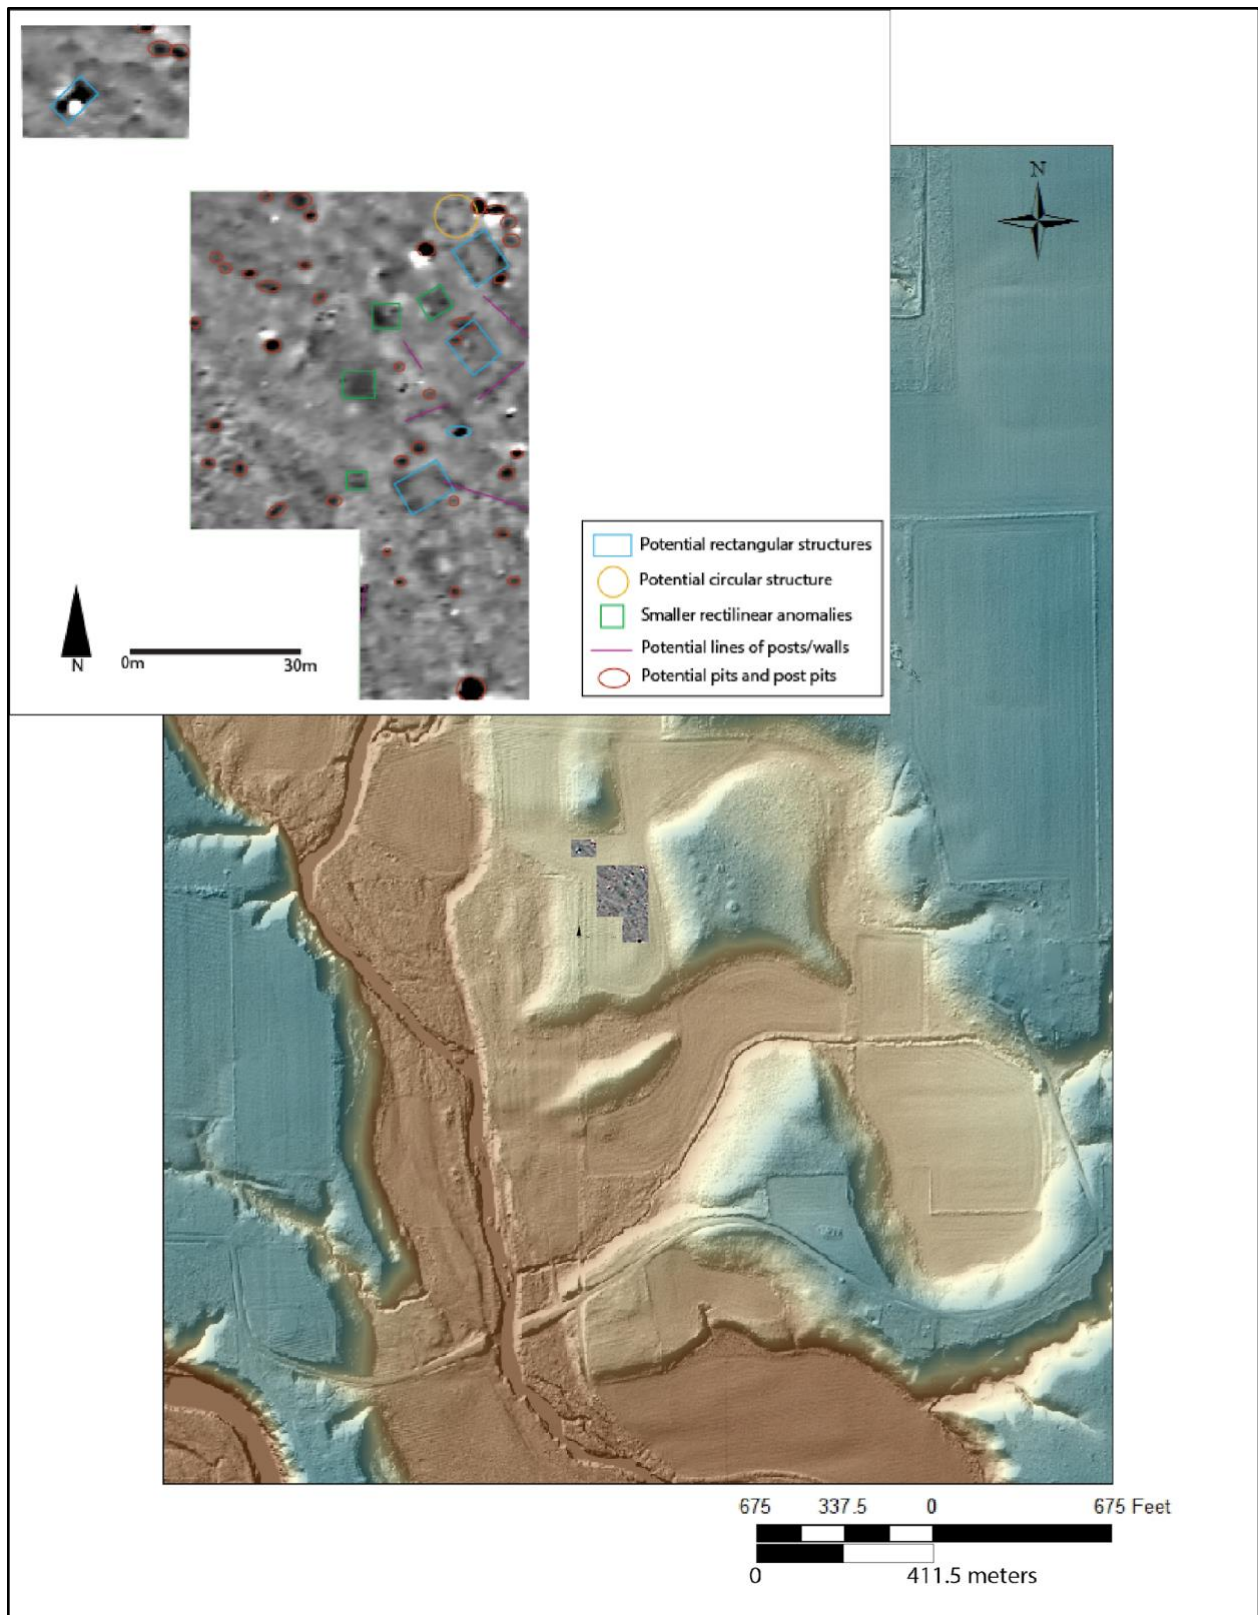 N
Potential rectangular structures
Potential circular structure
Smaller rectilinear anomalies
Potential lines of posts/walls
Potential pits and post pits
N
0m 30m
675 337.5 0 675 Feet
0 411.5 meters